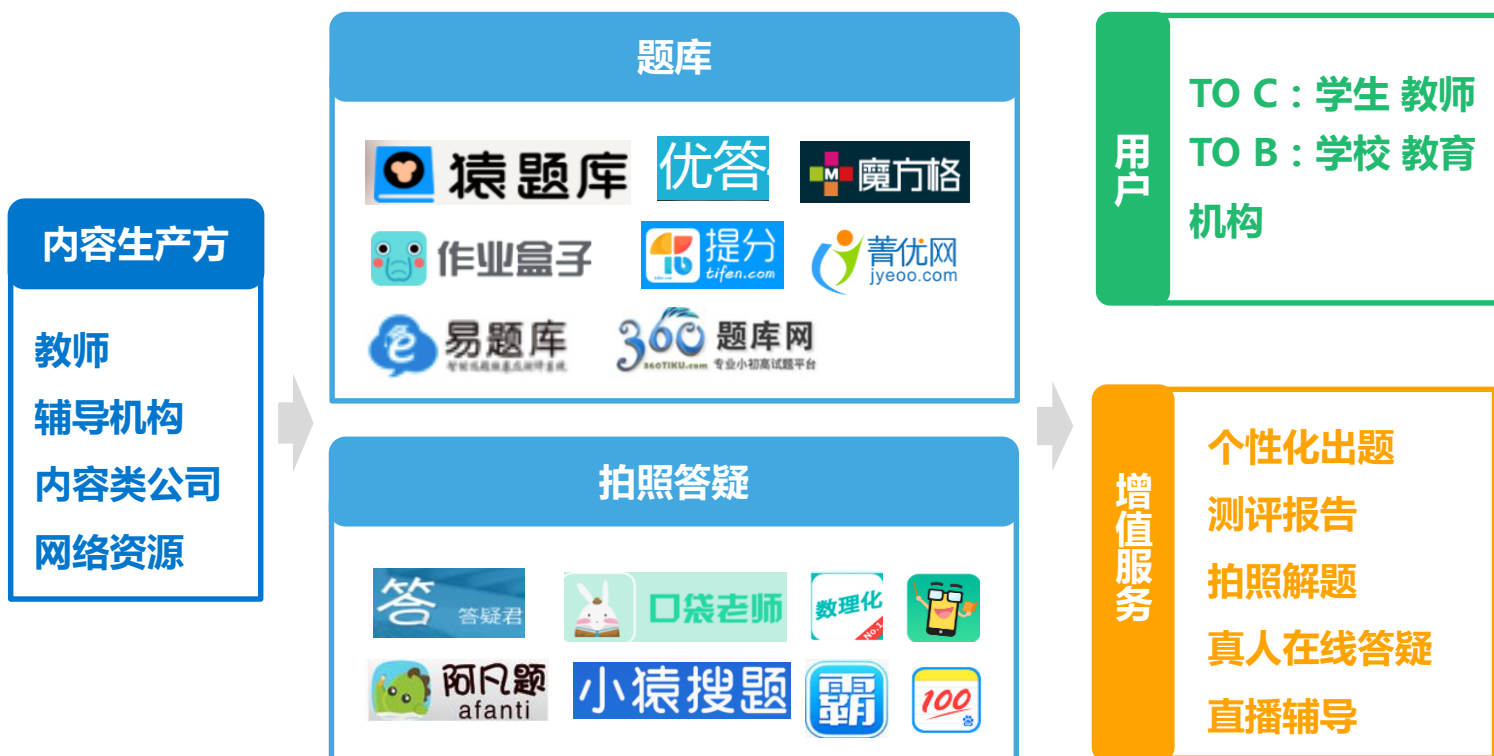 内容生产方
教师
辅导机构
内容类公司
网络资源
题库
猿题库
优答
M 魔方格
作业盒子
提分
tifen.com
菁优网
jyeoo.com
易题库
360 题库网
360TIKU.com 专业小初高试题平台
拍照答疑
答 答疑君
口袋老师
数理化
No.1
阿凡题
afanti
小猿搜题
霸
100
用户
TO C：学生 教师
TO B：学校 教育
机构
增值服务
个性化出题
测评报告
拍照解题
真人在线答疑
直播辅导